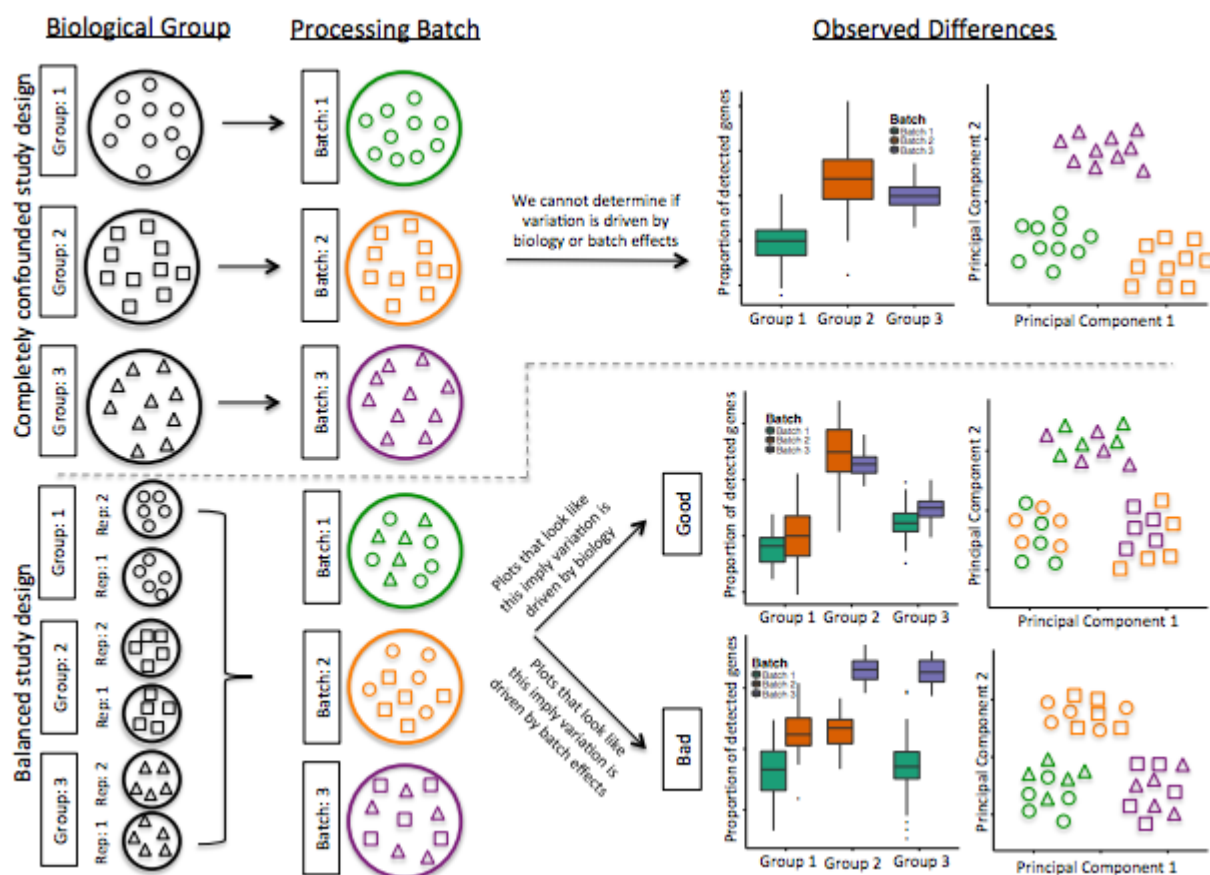 Biological Group
Processing Batch
Observed Differences
Completely confounded study design
Group: 1
Group: 2
Group: 3
Batch: 1
Batch: 2
Batch: 3
We cannot determine if
variation is driven by
biology or batch effects
Proportion of detected genes
Batch
Batch 1
Batch 2
Batch 3
Group 1 Group 2 Group 3
Principal Component 2
Principal Component 1
Balanced study design
Group: 1
Rep: 2
Rep: 1
Group: 2
Rep: 2
Rep: 1
Group: 3
Rep: 2
Rep: 1
Batch: 1
Batch: 2
Batch: 3
Plots that look like
this imply variation is
driven by biology
Good
Proportion of detected genes
Batch
Batch 1
Batch 2
Batch 3
Group 1 Group 2 Group 3
Principal Component 2
Principal Component 1
Plots that look like
this imply variation is
driven by batch effects
Bad
Proportion of detected genes
Batch
Batch 1
Batch 2
Batch 3
Group 1 Group 2 Group 3
Principal Component 2
Principal Component 1